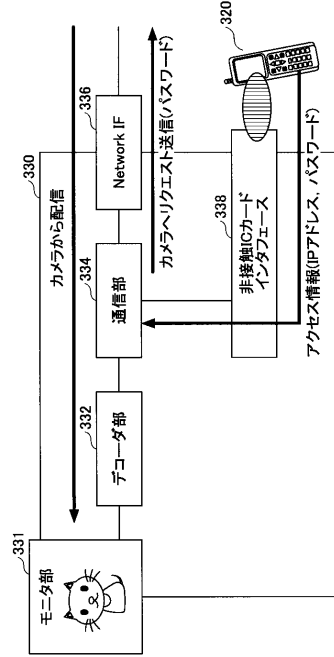 331
モニタ部
330
カメラから配信
332
デコーダ部
334
通信部
336
Network IF
カメラへリクエスト送信(パスワード)
338
非接触ICカード
インタフェース
320
アクセス情報(IPアドレス, パスワード)